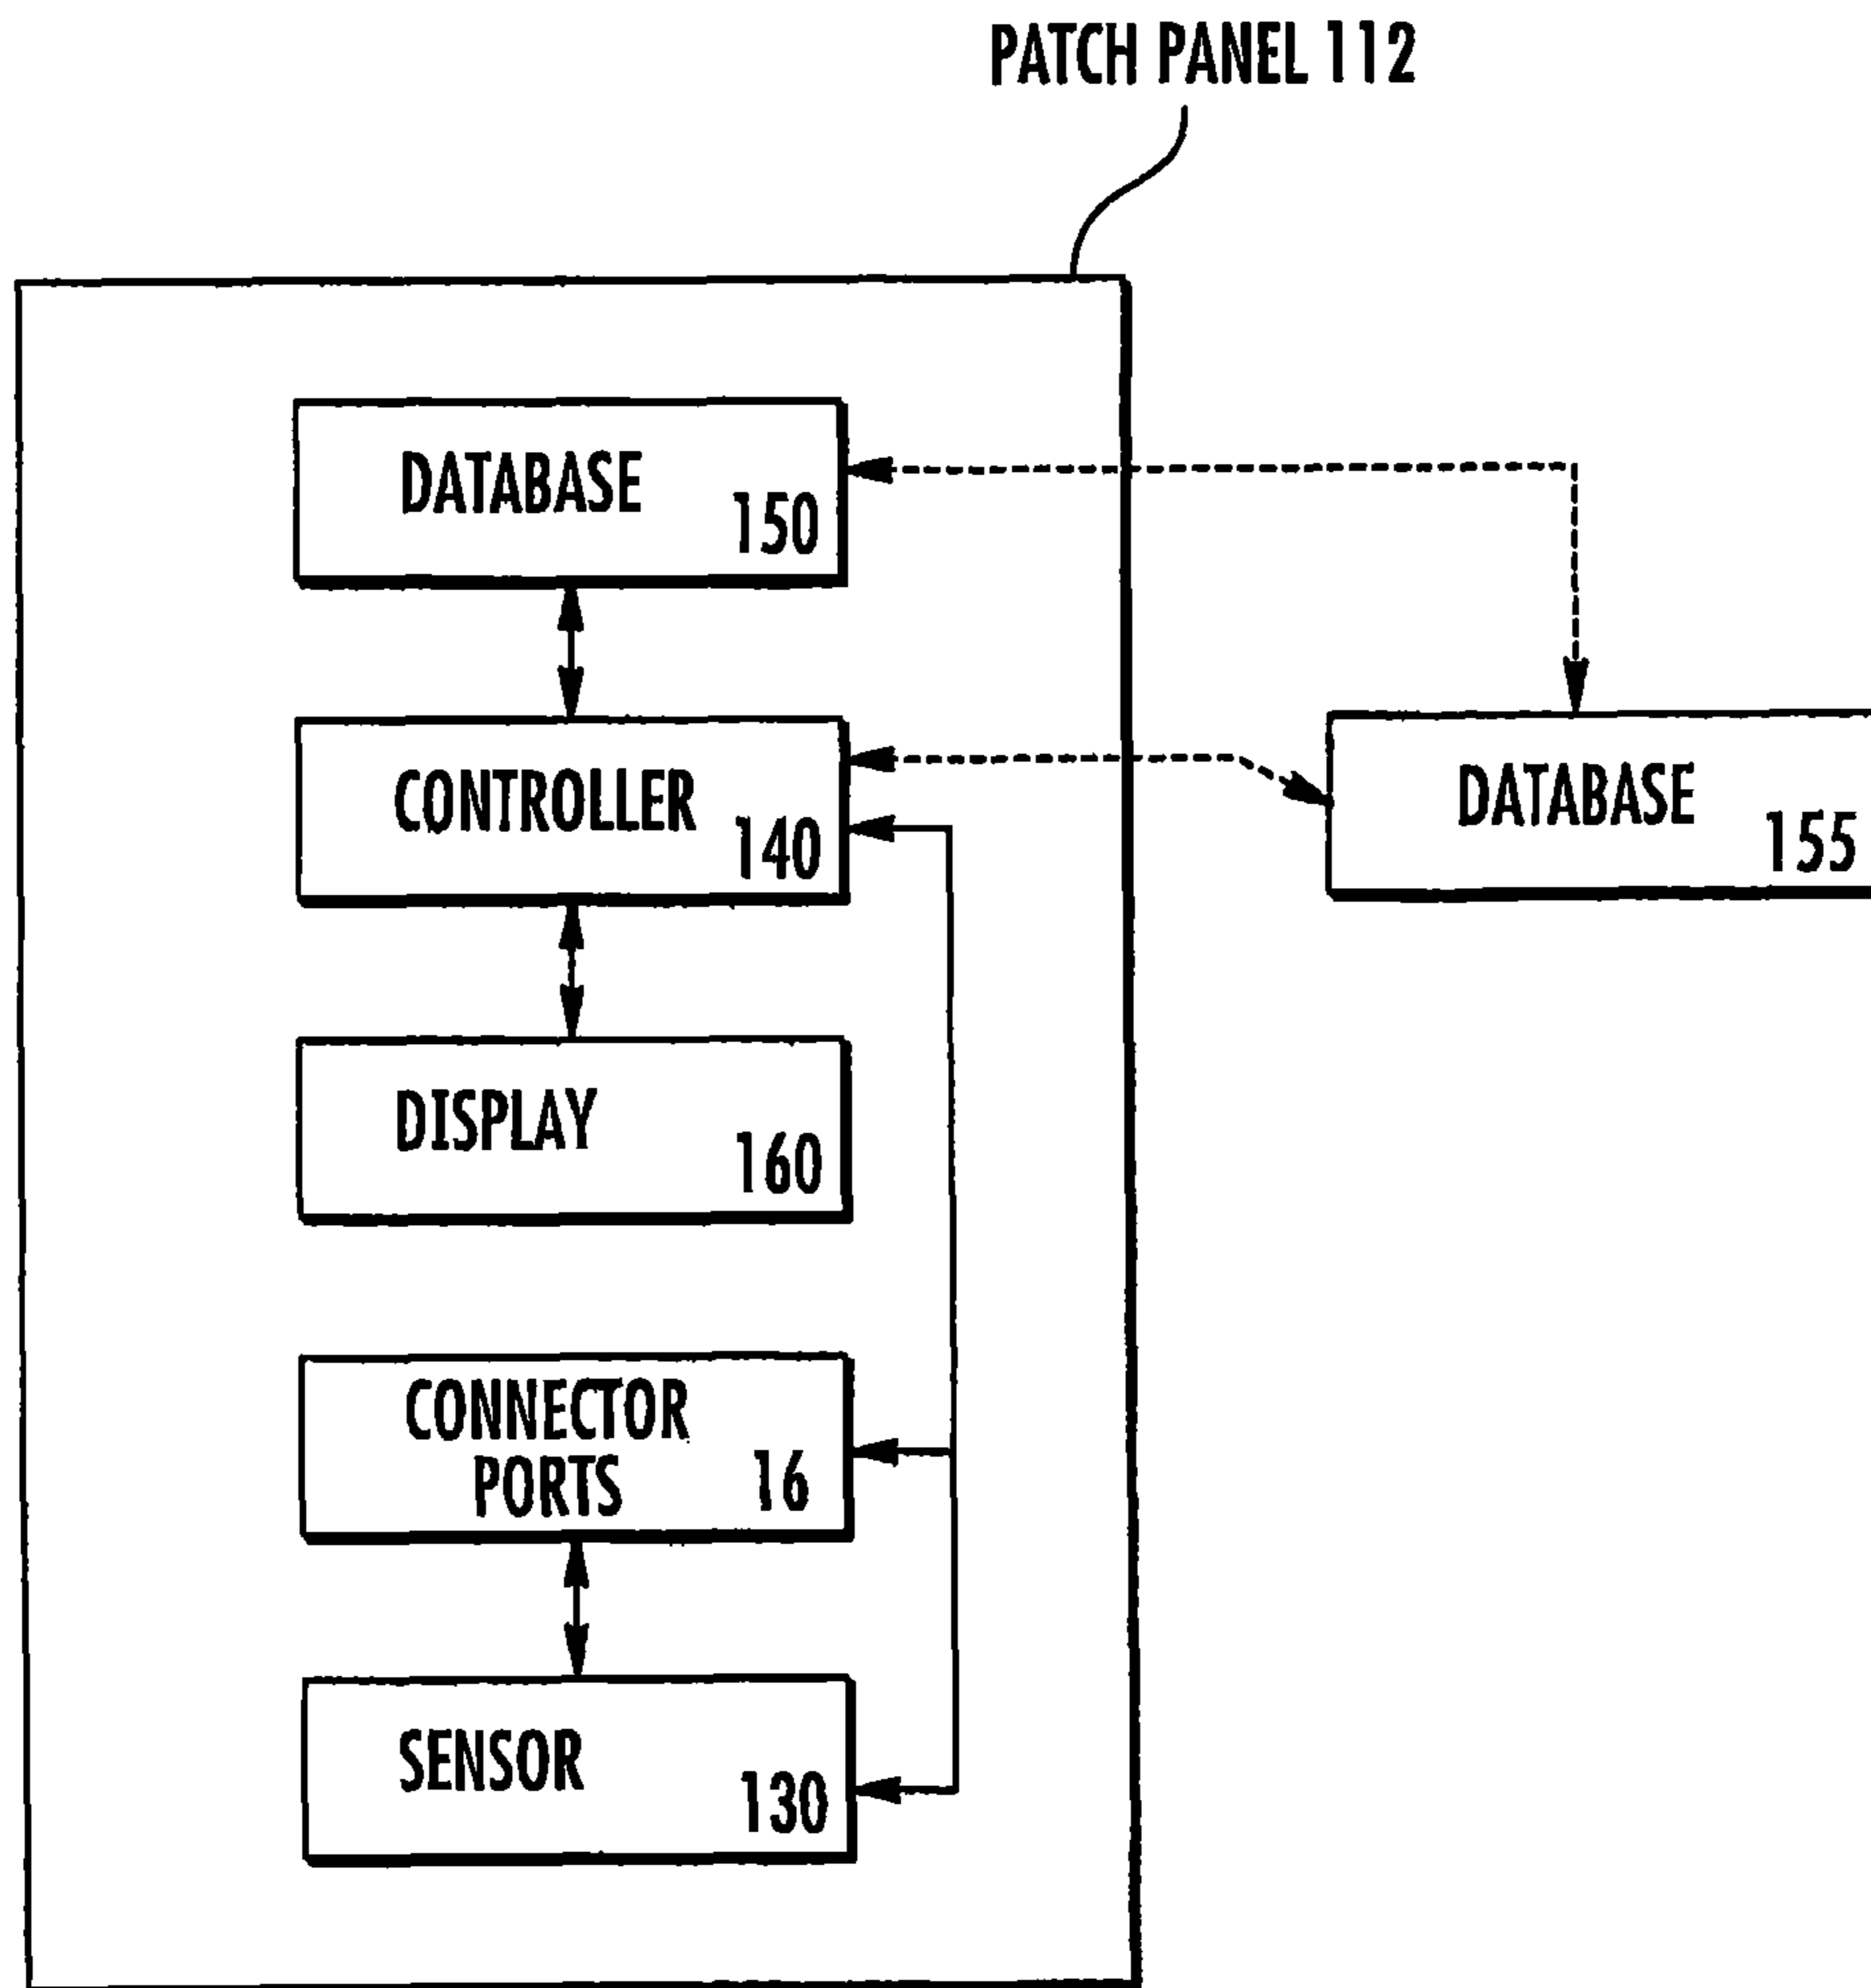 PATCH PANEL 112
DATABASE
150
CONTROLLER
140
DATABASE
155
DISPLAY
160
CONNECTOR
PORTS
16
SENSOR
130